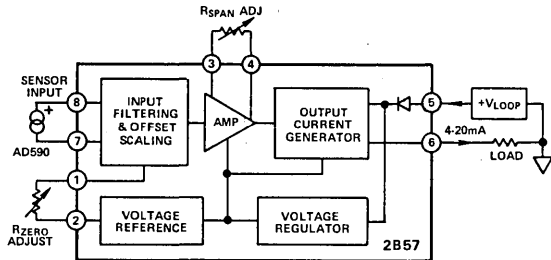 RSPAN ADJ
3
4
SENSOR
INPUT
+
8
7
AD590
1
2
RZERO
ADJUST
INPUT
FILTERING
& OFFSET
SCALING
AMP
OUTPUT
CURRENT
GENERATOR
5
+VLOOP
6
4-20mA
LOAD
VOLTAGE
REFERENCE
VOLTAGE
REGULATOR
2B57